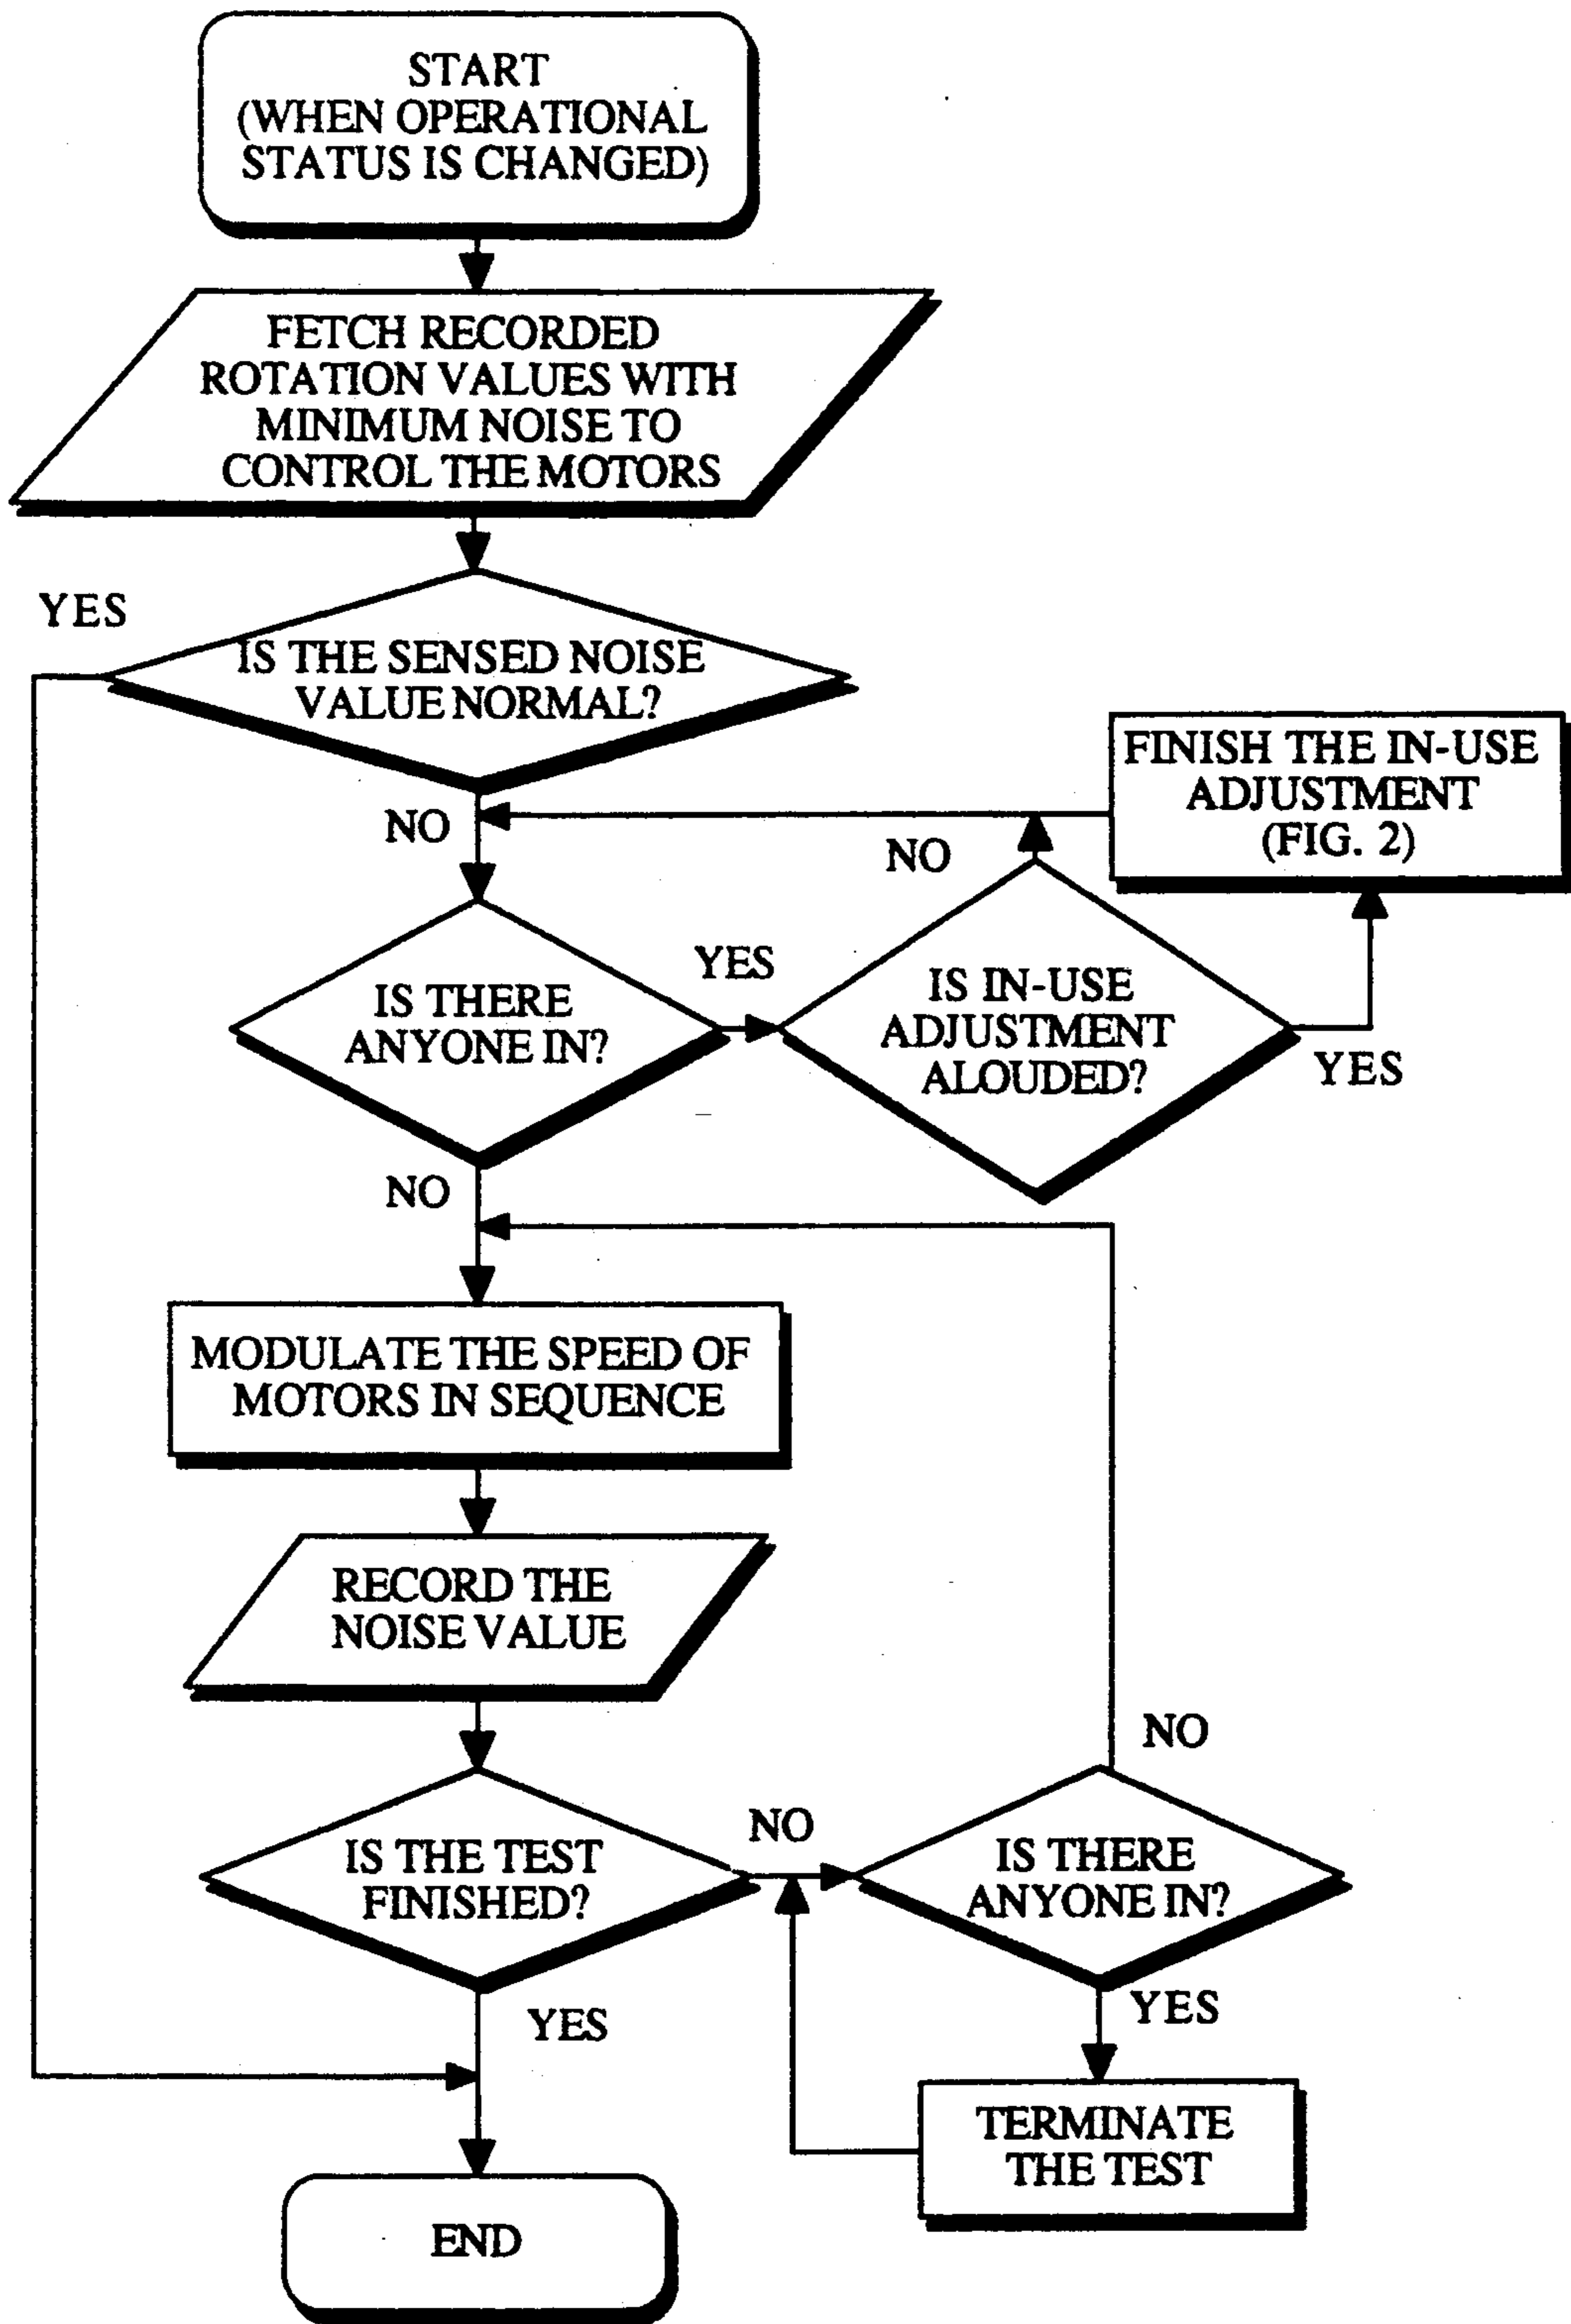 START
(WHEN OPERATIONAL
STATUS IS CHANGED)
FETCH RECORDED
ROTATION VALUES WITH
MINIMUM NOISE TO
CONTROL THE MOTORS
YES
IS THE SENSED NOISE
VALUE NORMAL?
FINISH THE IN-USE
ADJUSTMENT
(FIG. 2)
NO
NO
IS THERE
ANYONE IN?
YES
IS IN-USE
ADJUSTMENT
ALOUDED?
YES
NO
MODULATE THE SPEED OF
MOTORS IN SEQUENCE
RECORD THE
NOISE VALUE
NO
IS THE TEST
FINISHED?
NO
IS THERE
ANYONE IN?
YES
YES
TERMINATE
THE TEST
END